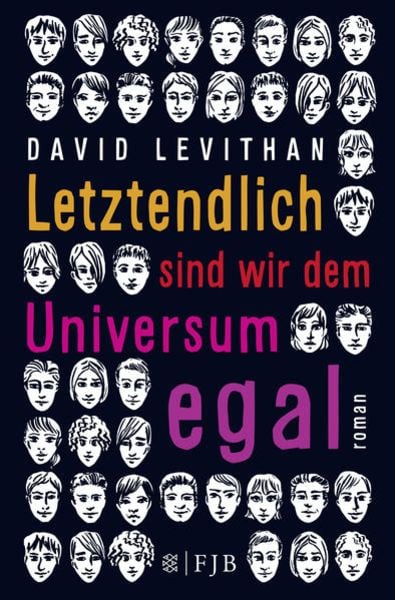 DAVID LEVITHAN
Letztendlich
sind wir dem
Universum
egal
roman
FJB